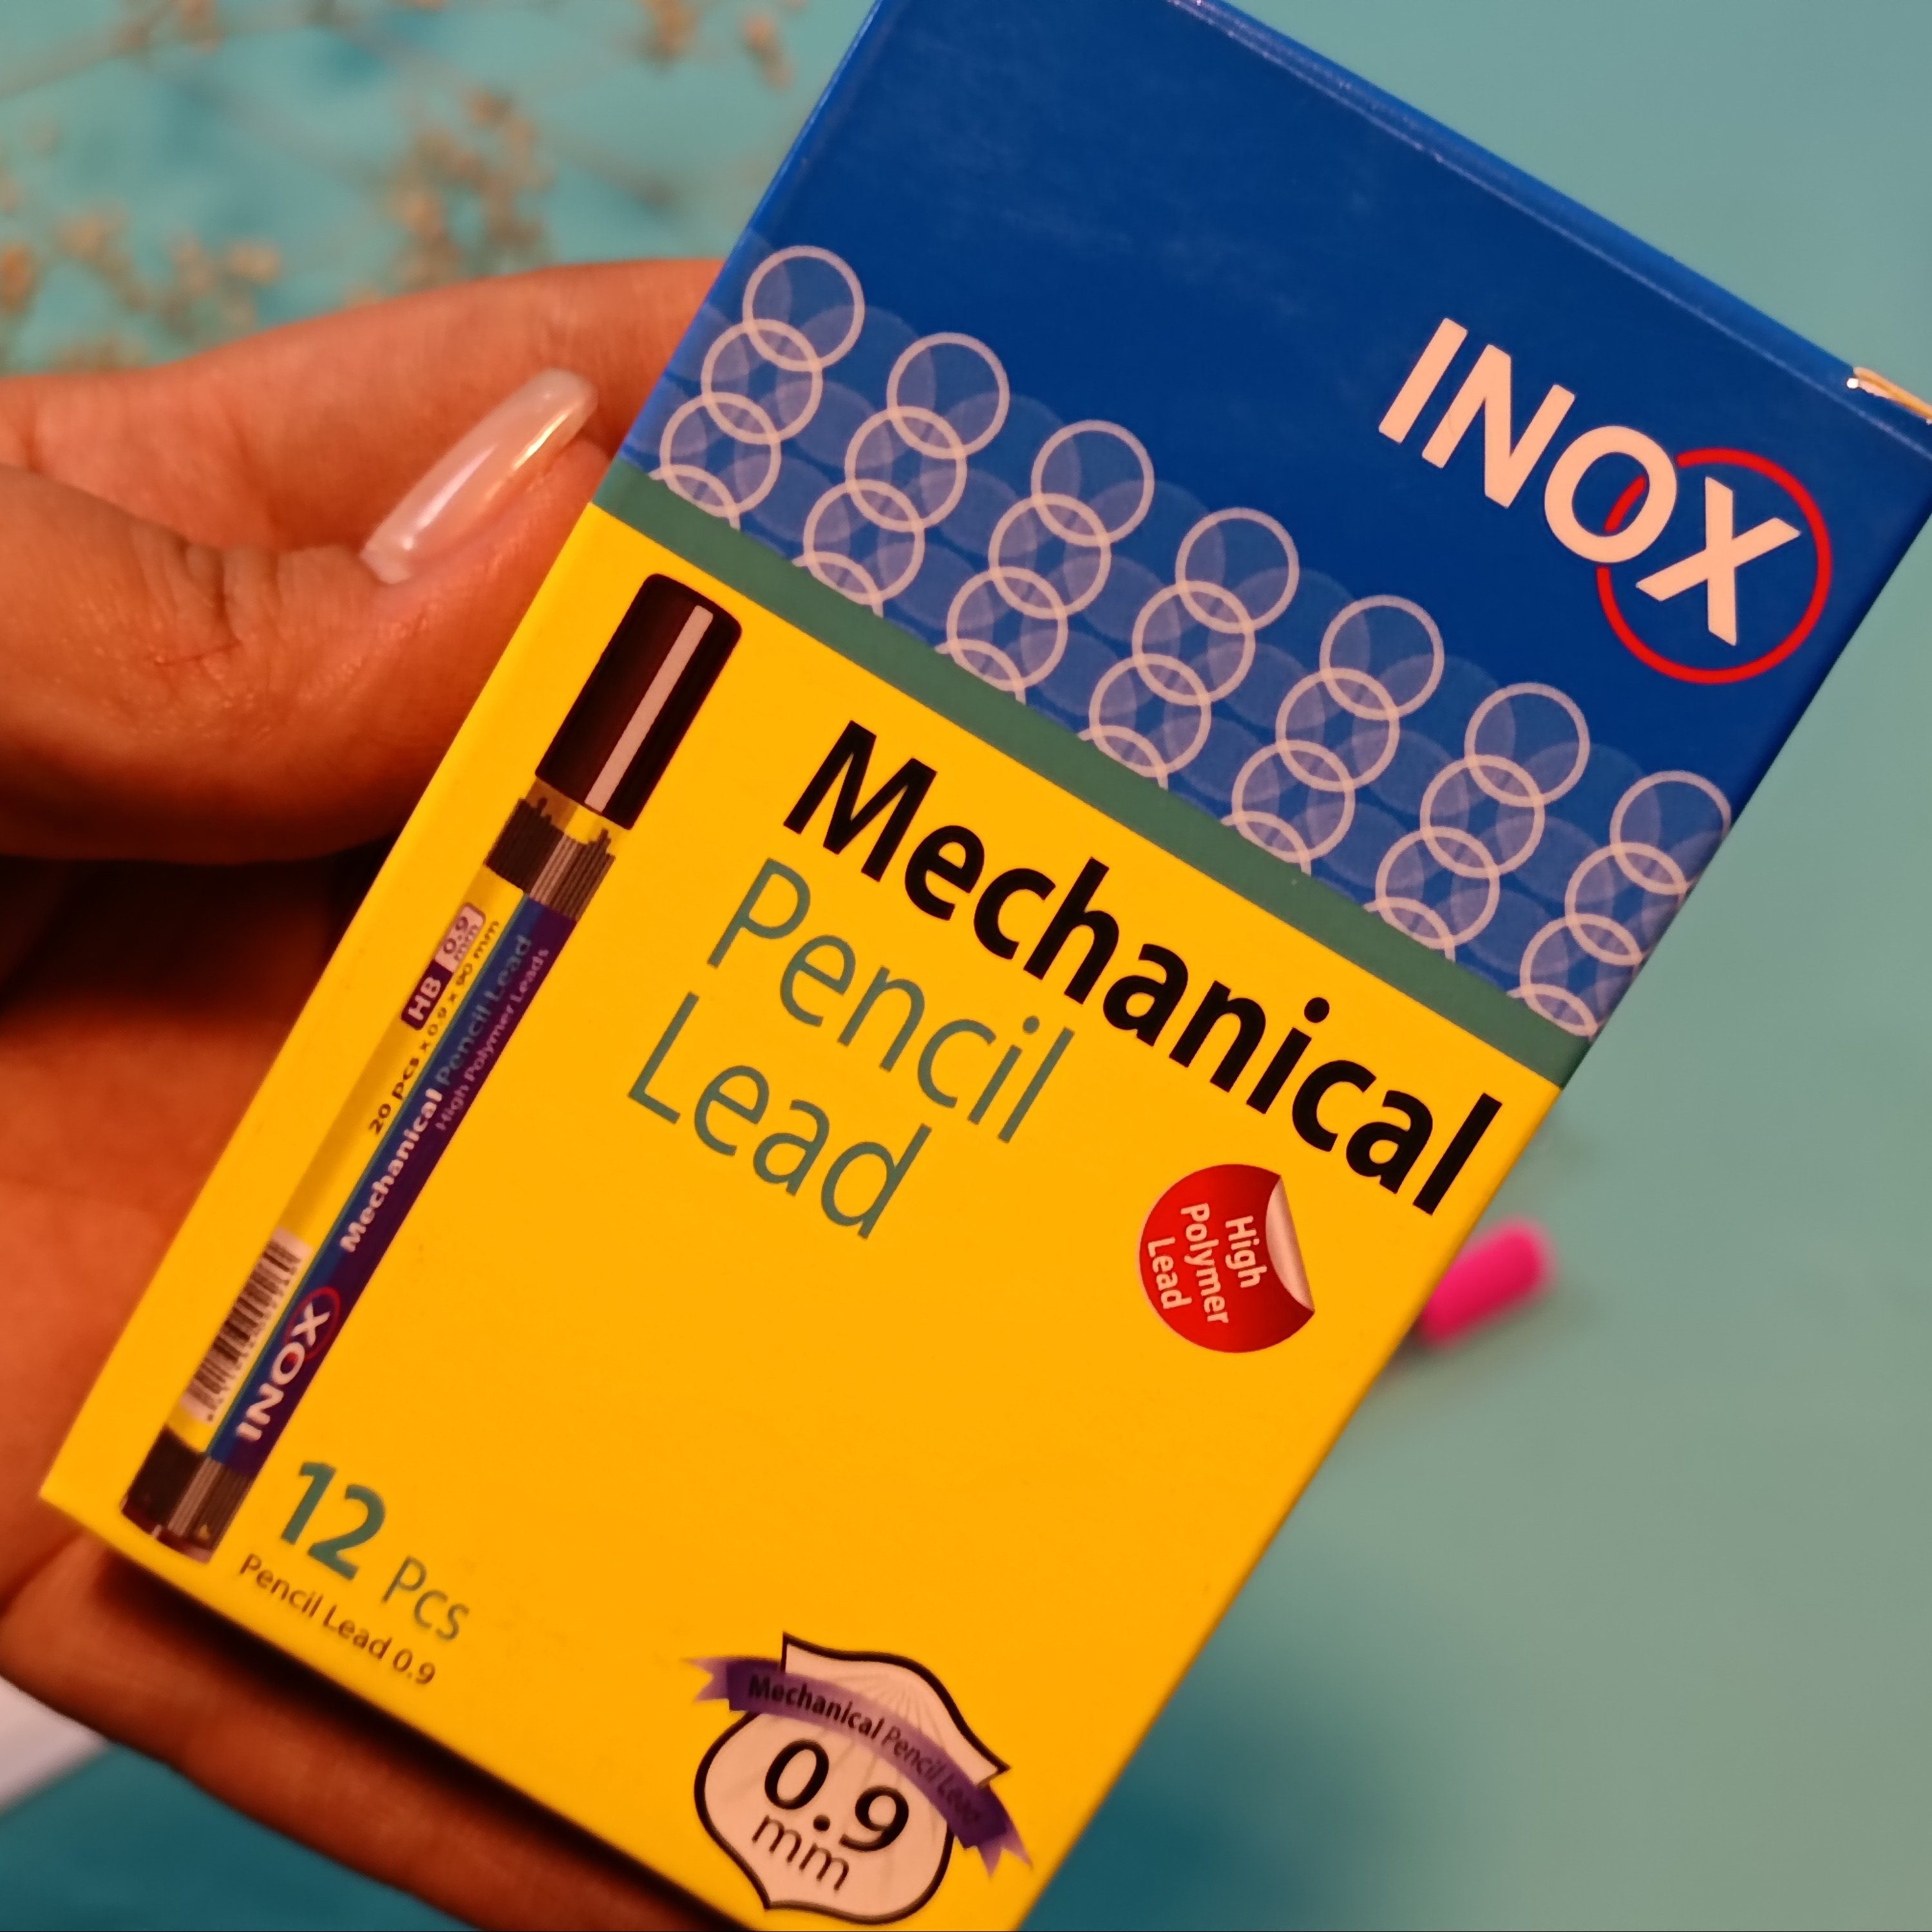 INOX
Mechanical
Pencil
Lead
High
Polymer
Lead
HB 0.9 mm
20 pcs x 0.9 x 90 mm
Mechanical Pencil Lead
High Polymer Leads
INOX
12 Pcs
Pencil Lead 0.9
Mechanical Pencil Lead
0.9
mm